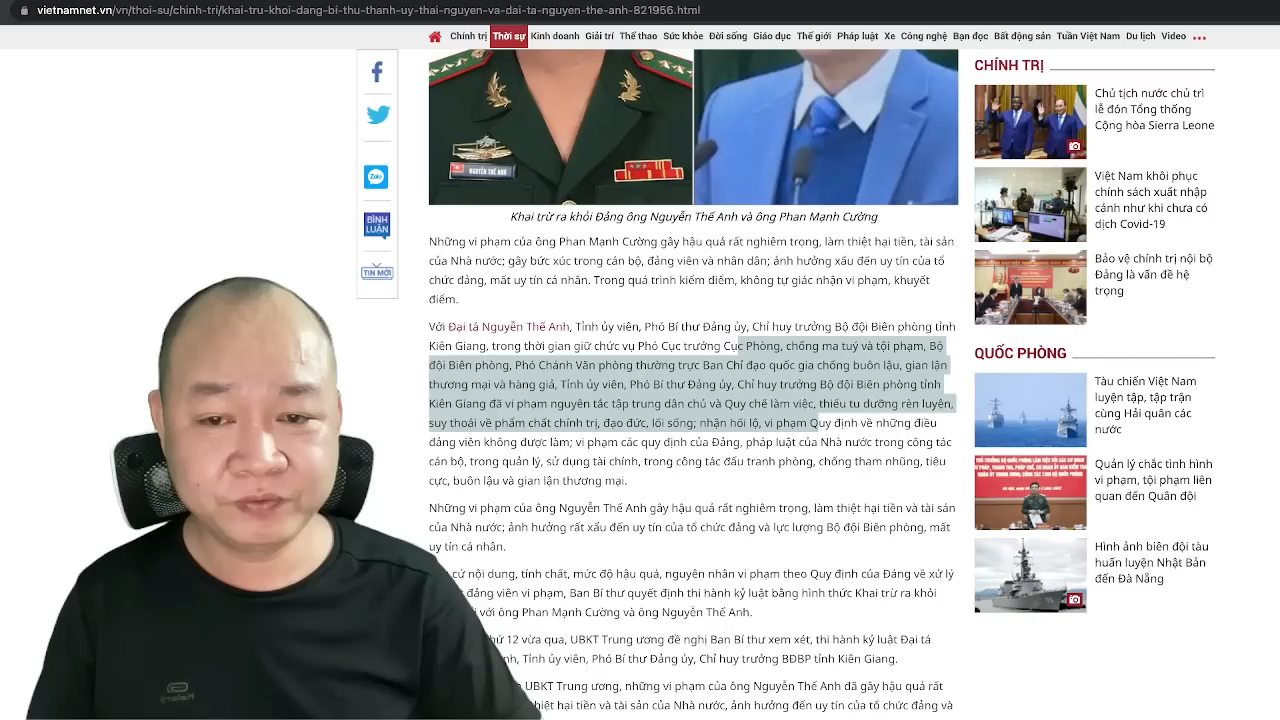 vietnamnet.vn/vn/thoi-su/chinh-tri/khai-tru-khoi-dang-bi-thu-thanh-uy-thai-nguyen-va-dai-ta-nguyen-the-anh-821956.html
Chính trị Thời sự Kinh doanh Giải trí Thể thao Sức khỏe Đời sống Giáo dục Thế giới Pháp luật Xe Công nghệ Bạn đọc Bất động sản Tuần Việt Nam Du lịch Video
Zalo
BÌNH
LUẬN
TIN MỚI
NGUYỄN THẾ ANH
Khai trừ ra khỏi Đảng ông Nguyễn Thế Anh và ông Phan Mạnh Cường
Những vi phạm của ông Phan Mạnh Cường gây hậu quả rất nghiêm trọng, làm thiệt hại tiền, tài sản
của Nhà nước; gây bức xúc trong cán bộ, đảng viên và nhân dân; ảnh hưởng xấu đến uy tín của tổ
chức đảng, mất uy tín cá nhân. Trong quá trình kiểm điểm, không tự giác nhận vi phạm, khuyết
điểm.
Với Đại tá Nguyễn Thế Anh, Tỉnh ủy viên, Phó Bí thư Đảng ủy, Chỉ huy trưởng Bộ đội Biên phòng tỉnh
Kiên Giang, trong thời gian giữ chức vụ Phó Cục trưởng Cục Phòng, chống ma tuý và tội phạm, Bộ
đội Biên phòng, Phó Chánh Văn phòng thường trực Ban Chỉ đạo quốc gia chống buôn lậu, gian lận
thương mại và hàng giả, Tỉnh ủy viên, Phó Bí thư Đảng ủy, Chỉ huy trưởng Bộ đội Biên phòng tỉnh
Kiên Giang đã vi phạm nguyên tắc tập trung dân chủ và Quy chế làm việc, thiếu tu dưỡng rèn luyện,
suy thoái về phẩm chất chính trị, đạo đức, lối sống; nhận hối lộ, vi phạm Quy định về những điều
đảng viên không được làm; vi phạm các quy định của Đảng, pháp luật của Nhà nước trong công tác
cán bộ, trong quản lý, sử dụng tài chính, trong công tác đấu tranh phòng, chống tham nhũng, tiêu
cực, buôn lậu và gian lận thương mại.
Những vi phạm của ông Nguyễn Thế Anh gây hậu quả rất nghiêm trọng, làm thiệt hại tiền và tài sản
của Nhà nước; ảnh hưởng rất xấu đến uy tín của tổ chức đảng và lực lượng Bộ đội Biên phòng, mất
uy tín cá nhân.
cứ nội dung, tính chất, mức độ hậu quả, nguyên nhân vi phạm theo Quy định của Đảng về xử lý
đảng viên vi phạm, Ban Bí thư quyết định thi hành kỷ luật bằng hình thức Khai trừ ra khỏi
với ông Phan Mạnh Cường và ông Nguyễn Thế Anh.
12 vừa qua, UBKT Trung ương đề nghị Ban Bí thư xem xét, thi hành kỷ luật Đại tá
Tỉnh ủy viên, Phó Bí thư Đảng ủy, Chỉ huy trưởng BĐBP tỉnh Kiên Giang.
UBKT Trung ương, những vi phạm của ông Nguyễn Thế Anh đã gây hậu quả rất
hiệt hại tiền và tài sản của Nhà nước, ảnh hưởng xấu đến uy tín của tổ chức đảng và
CHÍNH TRỊ
Chủ tịch nước chủ trì
lễ đón Tổng thống
Cộng hòa Sierra Leone
Việt Nam khôi phục
chính sách xuất nhập
cảnh như khi chưa có
dịch Covid-19
Bảo vệ chính trị nội bộ
Đảng là vấn đề hệ
trọng
QUỐC PHÒNG
Tàu chiến Việt Nam
luyện tập, tập trận
cùng Hải quân các
nước
Quản lý chắc tình hình
vi phạm, tội phạm liên
quan đến Quân đội
Hình ảnh biên đội tàu
huấn luyện Nhật Bản
đến Đà Nẵng